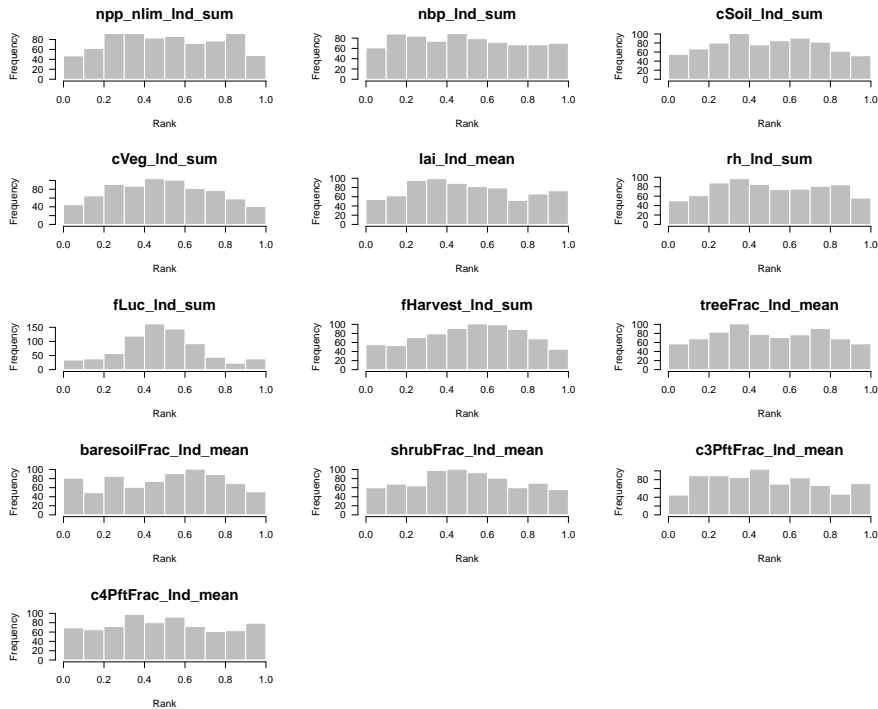 npp_nlim_lnd_sum
Frequency
0 20 40 60 80
0.0 0.2 0.4 0.6 0.8 1.0
Rank
nbp_lnd_sum
Frequency
0 20 40 60 80
0.0 0.2 0.4 0.6 0.8 1.0
Rank
cSoil_lnd_sum
Frequency
0 20 40 60 80 100
0.0 0.2 0.4 0.6 0.8 1.0
Rank
cVeg_lnd_sum
Frequency
0 20 40 80
0.0 0.2 0.4 0.6 0.8 1.0
Rank
lai_lnd_mean
Frequency
0 20 40 60 80 100
0.0 0.2 0.4 0.6 0.8 1.0
Rank
rh_lnd_sum
Frequency
0 20 40 60 80 100
0.0 0.2 0.4 0.6 0.8 1.0
Rank
fLuc_lnd_sum
Frequency
0 50 100 150
0.0 0.2 0.4 0.6 0.8 1.0
Rank
fHarvest_lnd_sum
Frequency
0 20 40 60 80 100
0.0 0.2 0.4 0.6 0.8 1.0
Rank
treeFrac_lnd_mean
Frequency
0 20 40 60 80 100
0.0 0.2 0.4 0.6 0.8 1.0
Rank
baresoilFrac_lnd_mean
Frequency
0 20 40 60 80 100
0.0 0.2 0.4 0.6 0.8 1.0
Rank
shrubFrac_lnd_mean
Frequency
0 20 40 60 80 100
0.0 0.2 0.4 0.6 0.8 1.0
Rank
c3PftFrac_lnd_mean
Frequency
0 20 40 80
0.0 0.2 0.4 0.6 0.8 1.0
Rank
c4PftFrac_lnd_mean
Frequency
0 20 40 60 80 100
0.0 0.2 0.4 0.6 0.8 1.0
Rank